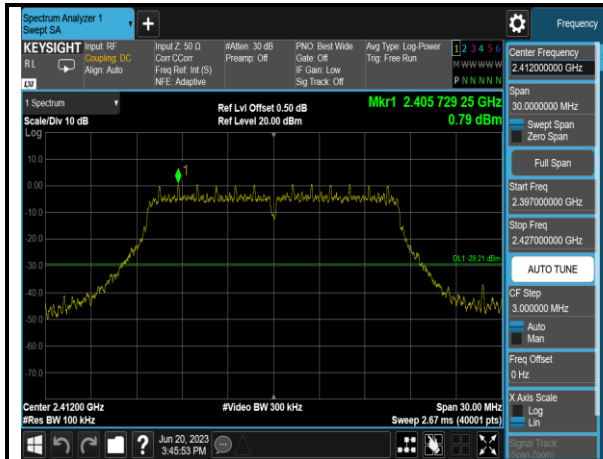 Spectrum Analyzer 1
Swept SA
Frequency
KEYSIGHT
RL
LXI
Input: RF
Coupling: DC
Align: Auto
Input Z: 50 Ω
Corr CCorr
Freq Ref: Int (S)
NFE: Adaptive
#Atten: 30 dB
Preamp: Off
PNO: Best Wide
Gate: Off
IF Gain: Low
Sig Track: Off
Avg Type: Log-Power
Trig: Free Run
1 2 3 4 5 6
M W W W W W
P N N N N N
1 Spectrum
Scale/Div 10 dB
Ref Lvl Offset 0.50 dB
Ref Level 20.00 dBm
Mkr1 2.405 729 25 GHz
0.79 dBm
Log
10.0
0.00
-10.0
-20.0
-30.0
-40.0
-50.0
-60.0
-70.0
1
DL1 -29.21 dBm
Center 2.41200 GHz
#Res BW 100 kHz
#Video BW 300 kHz
Span 30.00 MHz
Sweep 2.67 ms (40001 pts)
Jun 20, 2023
3:45:53 PM
Center Frequency
2.412000000 GHz
Span
30.0000000 MHz
Swept Span
Zero Span
Full Span
Start Freq
2.397000000 GHz
Stop Freq
2.427000000 GHz
AUTO TUNE
CF Step
3.000000 MHz
Auto
Man
Freq Offset
0 Hz
X Axis Scale
Log
Lin
Signal Track
(Span Zoom)